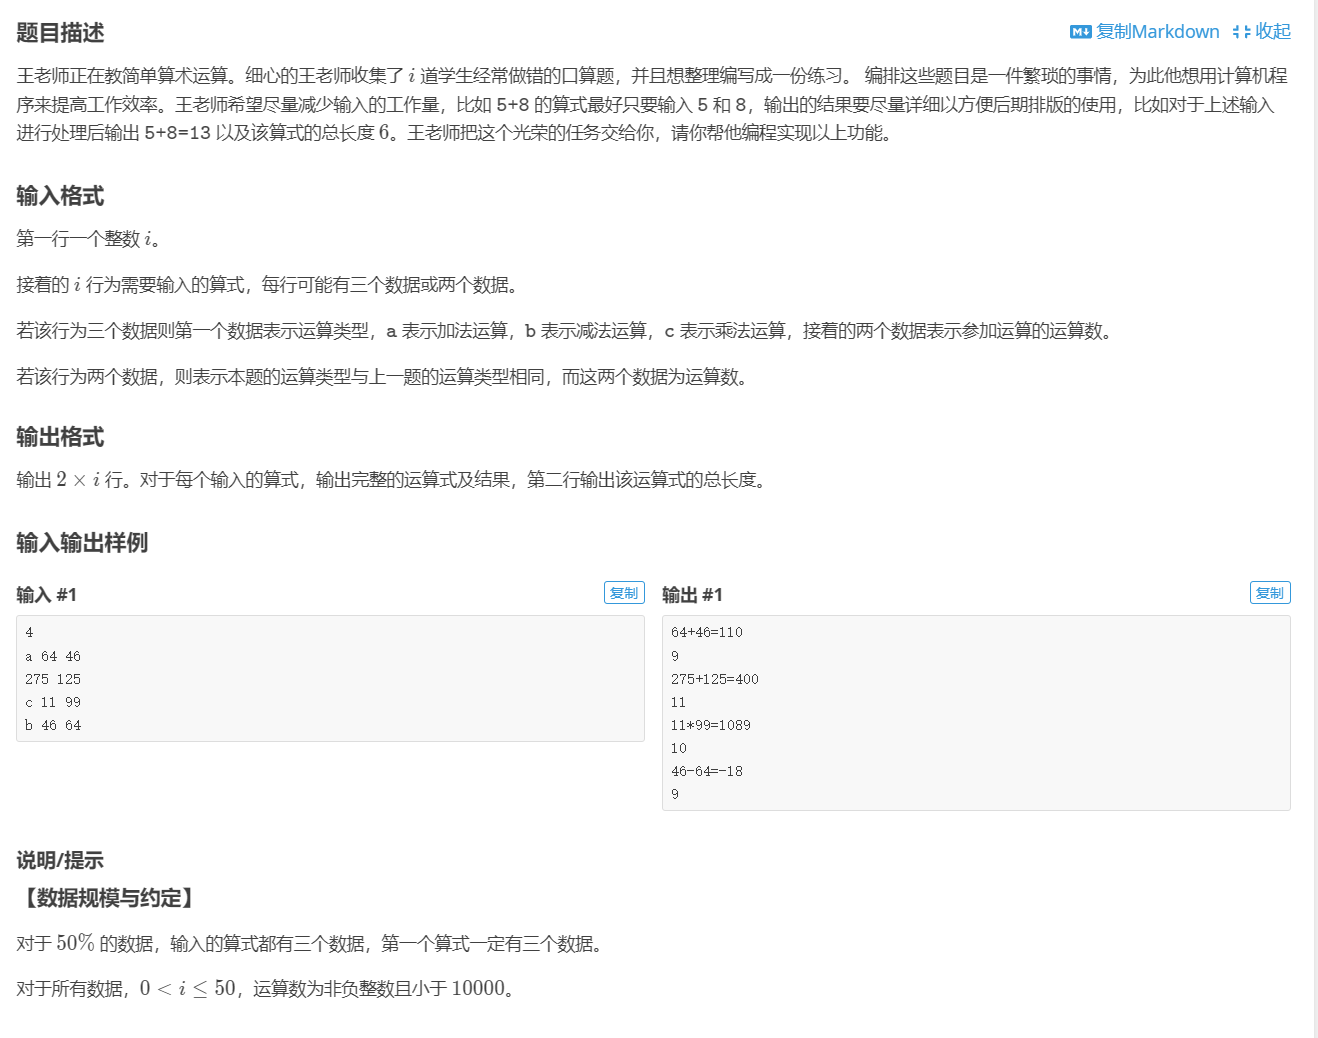 题目描述
复制Markdown 收起
王老师正在教简单算术运算。细心的王老师收集了 i 道学生经常做错的口算题，并且想整理编写成一份练习。 编排这些题目是一件繁琐的事情，为此他想用计算机程
序来提高工作效率。王老师希望尽量减少输入的工作量，比如 5+8 的算式最好只要输入 5 和 8，输出的结果要尽量详细以方便后期排版的使用，比如对于上述输入
进行处理后输出 5+8=13 以及该算式的总长度 6。王老师把这个光荣的任务交给你，请你帮他编程实现以上功能。
输入格式
第一行一个整数 i。
接着的 i 行为需要输入的算式，每行可能有三个数据或两个数据。
若该行为三个数据则第一个数据表示运算类型，a 表示加法运算，b 表示减法运算，c 表示乘法运算，接着的两个数据表示参加运算的运算数。
若该行为两个数据，则表示本题的运算类型与上一题的运算类型相同，而这两个数据为运算数。
输出格式
输出 2 × i 行。对于每个输入的算式，输出完整的运算式及结果，第二行输出该运算式的总长度。
输入输出样例
输入 #1
复制
4
a 64 46
275 125
c 11 99
b 46 64
输出 #1
复制
64+46=110
9
275+125=400
11
11*99=1089
10
46-64=-18
9
说明/提示
【数据规模与约定】
对于 50% 的数据，输入的算式都有三个数据，第一个算式一定有三个数据。
对于所有数据，0 < i ≤ 50，运算数为非负整数且小于 10000。